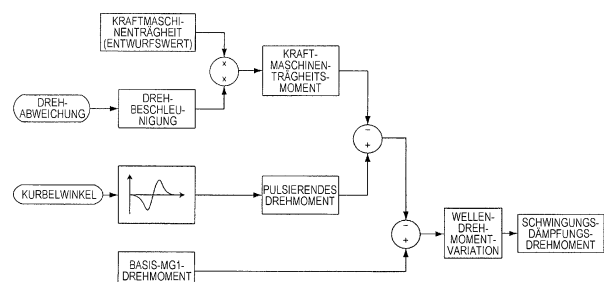 KRAFTMASCHI-
NENTRÄGHEIT
(ENTWURFSWERT)
x
x
KRAFT-
MASCHINEN-
TRÄGHEITS-
MOMENT
DREH-
ABWEICHUNG
DREH-
BESCHLEU-
NIGUNG
-
+
KURBELWINKEL
PULSIERENDES
DREHMOMENT
-
+
WELLEN-
DREH-
MOMENT-
VARIATION
SCHWINGUNGS-
DÄMPFUNGS-
DREHMOMENT
BASIS-MG1-
DREHMOMENT